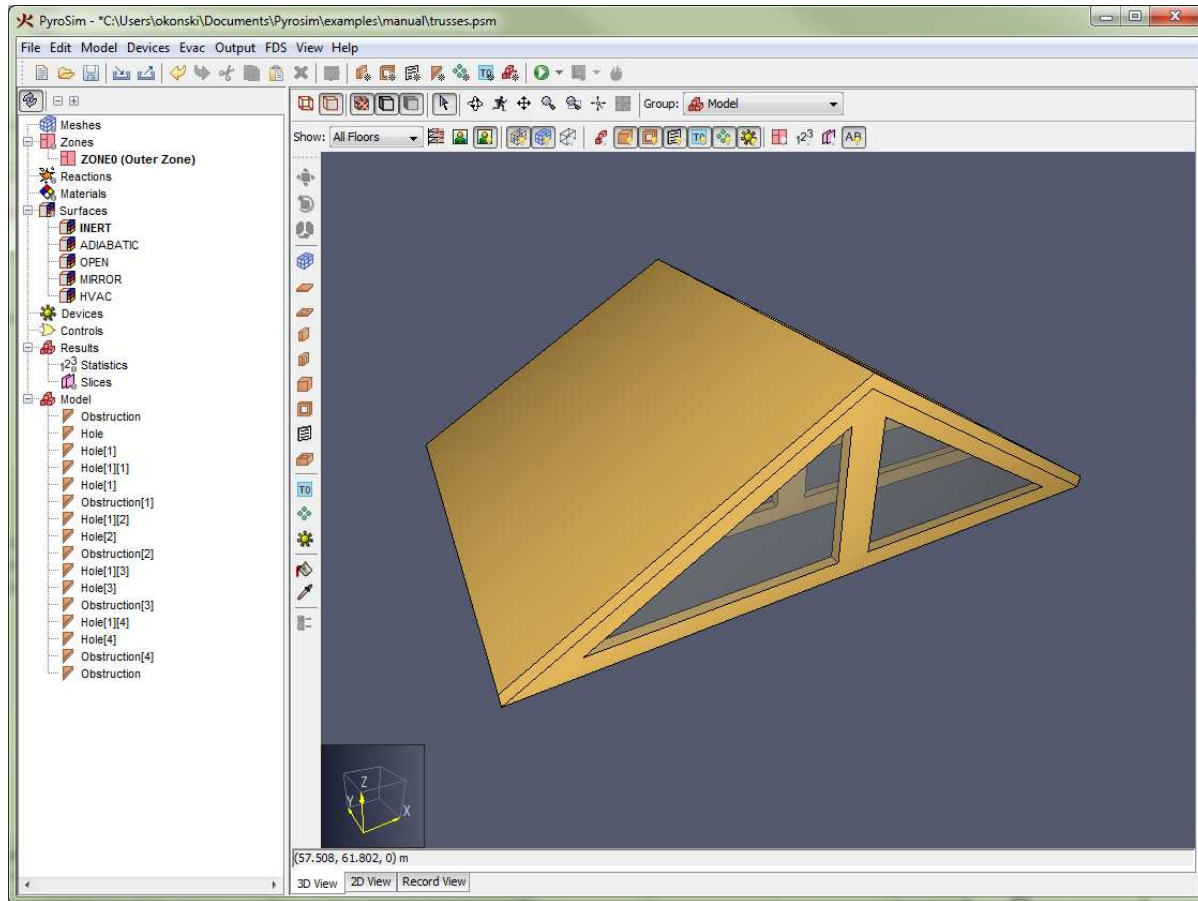 PyroSim - *C:\Users\okonski\Documents\Pyrosim\examples\manual\trusses.psm
File Edit Model Devices Evac Output FDS View Help
Group: Model
Show: All Floors
Meshes
Zones
ZONE0 (Outer Zone)
Reactions
Materials
Surfaces
INERT
ADIABATIC
OPEN
MIRROR
HVAC
Devices
Controls
Results
Statistics
Slices
Model
Obstruction
Hole
Hole[1]
Hole[1][1]
Hole[1]
Obstruction[1]
Hole[1][2]
Hole[2]
Obstruction[2]
Hole[1][3]
Hole[3]
Obstruction[3]
Hole[1][4]
Hole[4]
Obstruction[4]
Obstruction
Z
Y
X
(57.508, 61.802, 0) m
3D View 2D View Record View